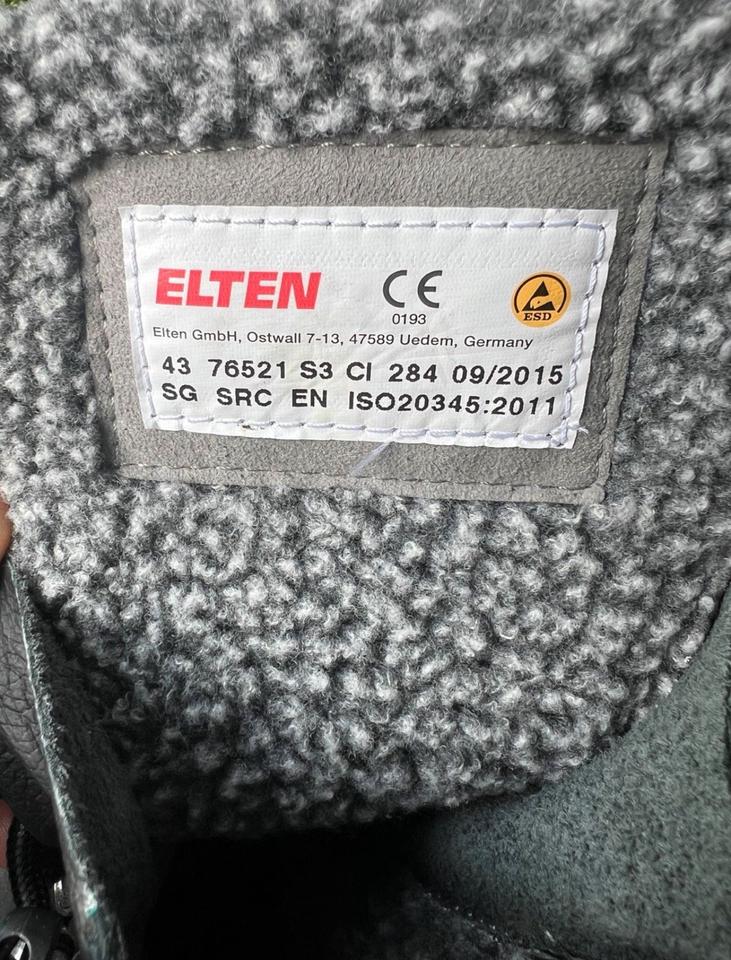 ELTEN CE ESD
0193
Elten GmbH, Ostwall 7-13, 47589 Uedem, Germany
43 76521 S3 CI 284 09/2015
SG SRC EN ISO20345:2011